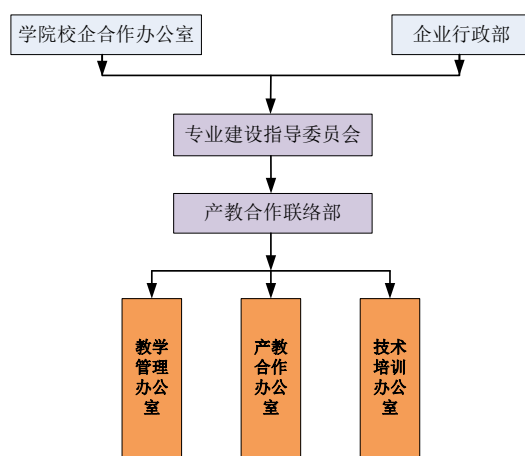 学院校企合作办公室
企业行政部
专业建设指导委员会
产教合作联络部
教学
管理
办公
室
产教
合作
办公
室
技术
培训
办公
室